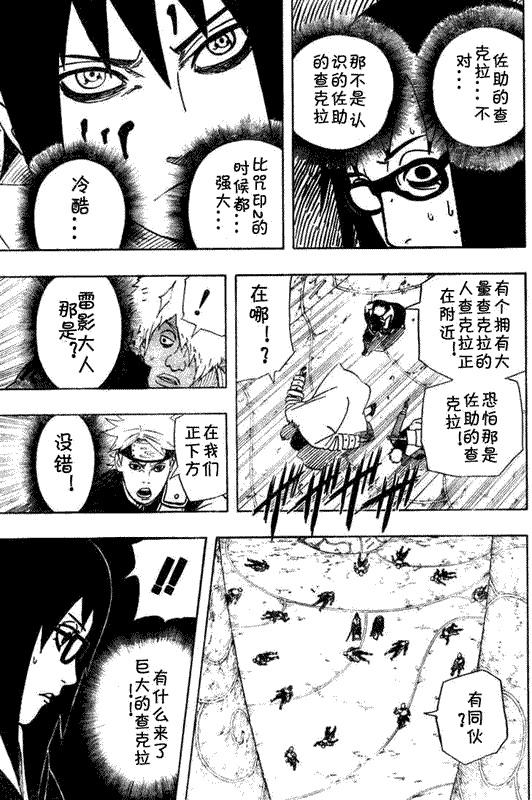 佐助的查
克拉…不
对…
那不是认
识的佐助
的查克拉
比咒印2的
时候都
强大…
冷酷…
有个拥有大
量查克拉的
人查克拉正
在附近!
恐怕那是
佐助的查
克拉!
在哪!?
!
雷影大人
那是?
在我们
正下方
没错!
有同伙
?
!!
有什么来了
巨大的查克拉
!!